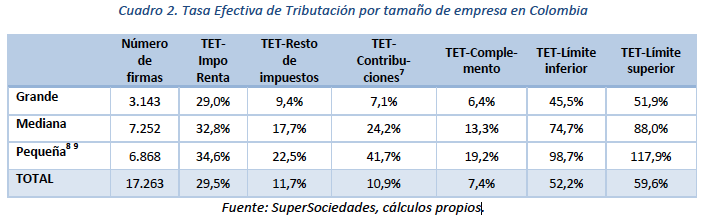 Cuadro 2. Tasa Efectiva de Tributación por tamaño de empresa en Colombia
Número de firmas TET-Impo Renta TET-Resto de impuestos TET-Contribu-ciones7 TET-Comple-mento TET-Límite inferior TET-Límite superior
Grande 3.143 29,0% 9,4% 7,1% 6,4% 45,5% 51,9%
Mediana 7.252 32,8% 17,7% 24,2% 13,3% 74,7% 88,0%
Pequeña8 9 6.868 34,6% 22,5% 41,7% 19,2% 98,7% 117,9%
TOTAL 17.263 29,5% 11,7% 10,9% 7,4% 52,2% 59,6%
Fuente: SuperSociedades, cálculos propios.